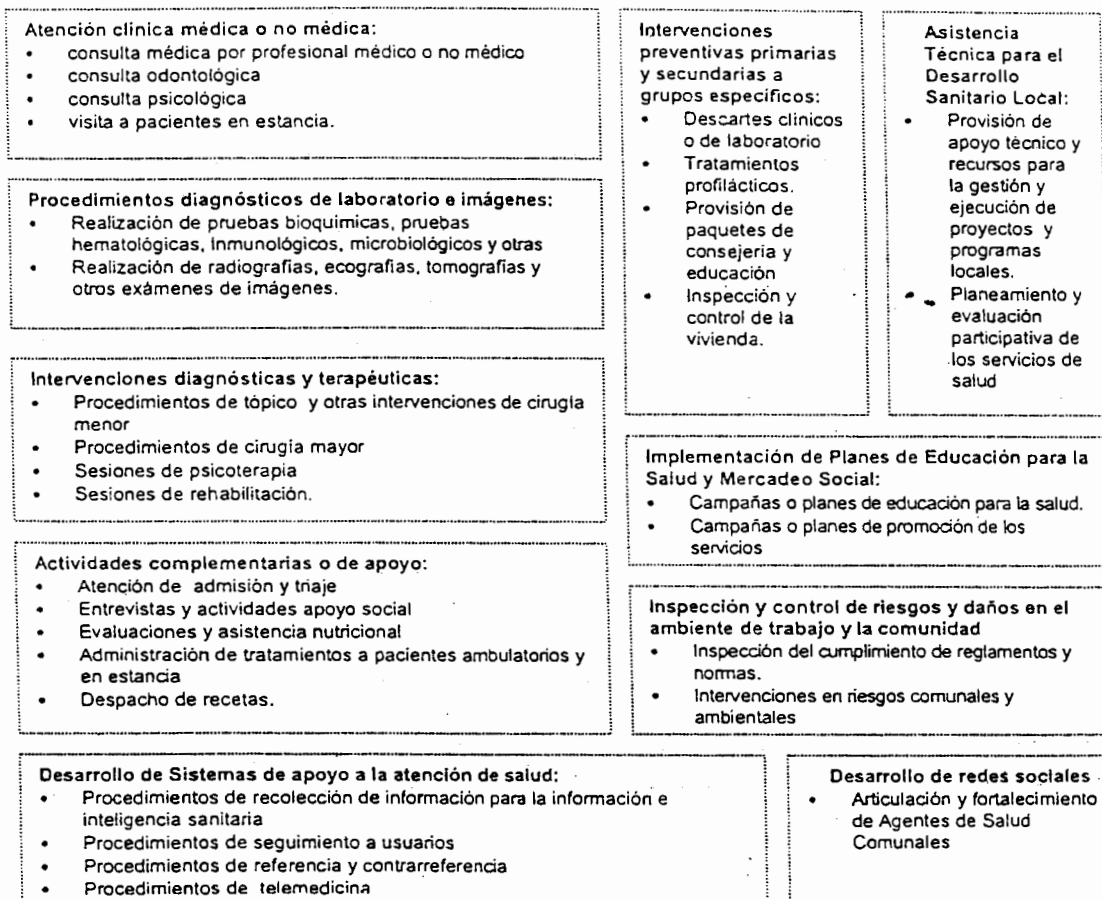 Atención clínica médica o no médica:
• consulta médica por profesional médico o no médico
• consulta odontológica
• consulta psicológica
• visita a pacientes en estancia.
Procedimientos diagnósticos de laboratorio e imágenes:
• Realización de pruebas bioquimicas, pruebas
hematológicas, Inmunológicos, microbiológicos y otras
• Realización de radiografias, ecografias, tomografias y
otros exámenes de imágenes.
Intervenciones diagnósticas y terapéuticas:
• Procedimientos de tópico y otras intervenciones de cirugía
menor
• Procedimientos de cirugía mayor
• Sesiones de psicoterapia
• Sesiones de rehabilitación.
Actividades complementarias o de apoyo:
• Atención de admisión y triaje
• Entrevistas y actividades apoyo social
• Evaluaciones y asistencia nutricional
• Administración de tratamientos a pacientes ambulatorios y
en estancia
• Despacho de recetas.
Intervenciones
preventivas primarias
y secundarias a
grupos específicos:
• Descartes clínicos
o de laboratorio
• Tratamientos
profilácticos.
• Provisión de
paquetes de
consejería y
educación
• Inspección y
control de la
vivienda.
Asistencia
Técnica para el
Desarrollo
Sanitario Local:
• Provisión de
apoyo técnico y
recursos para
la gestión y
ejecución de
proyectos y
programas
locales.
• Planeamiento y
evaluación
participativa de
los servicios de
salud
Implementación de Planes de Educación para la
Salud y Mercadeo Social:
• Campañas o planes de educación para la salud.
• Campañas o planes de promoción de los
servicios
Inspección y control de riesgos y daños en el
ambiente de trabajo y la comunidad
• Inspección del cumplimiento de reglamentos y
normas.
• Intervenciones en riesgos comunales y
ambientales
Desarrollo de Sistemas de apoyo a la atención de salud:
• Procedimientos de recolección de información para la información e
inteligencia sanitaria
• Procedimientos de seguimiento a usuarios
• Procedimientos de referencia y contrarreferencia
• Procedimientos de telemedicina
Desarrollo de redes sociales
• Articulación y fortalecimiento
de Agentes de Salud
Comunales